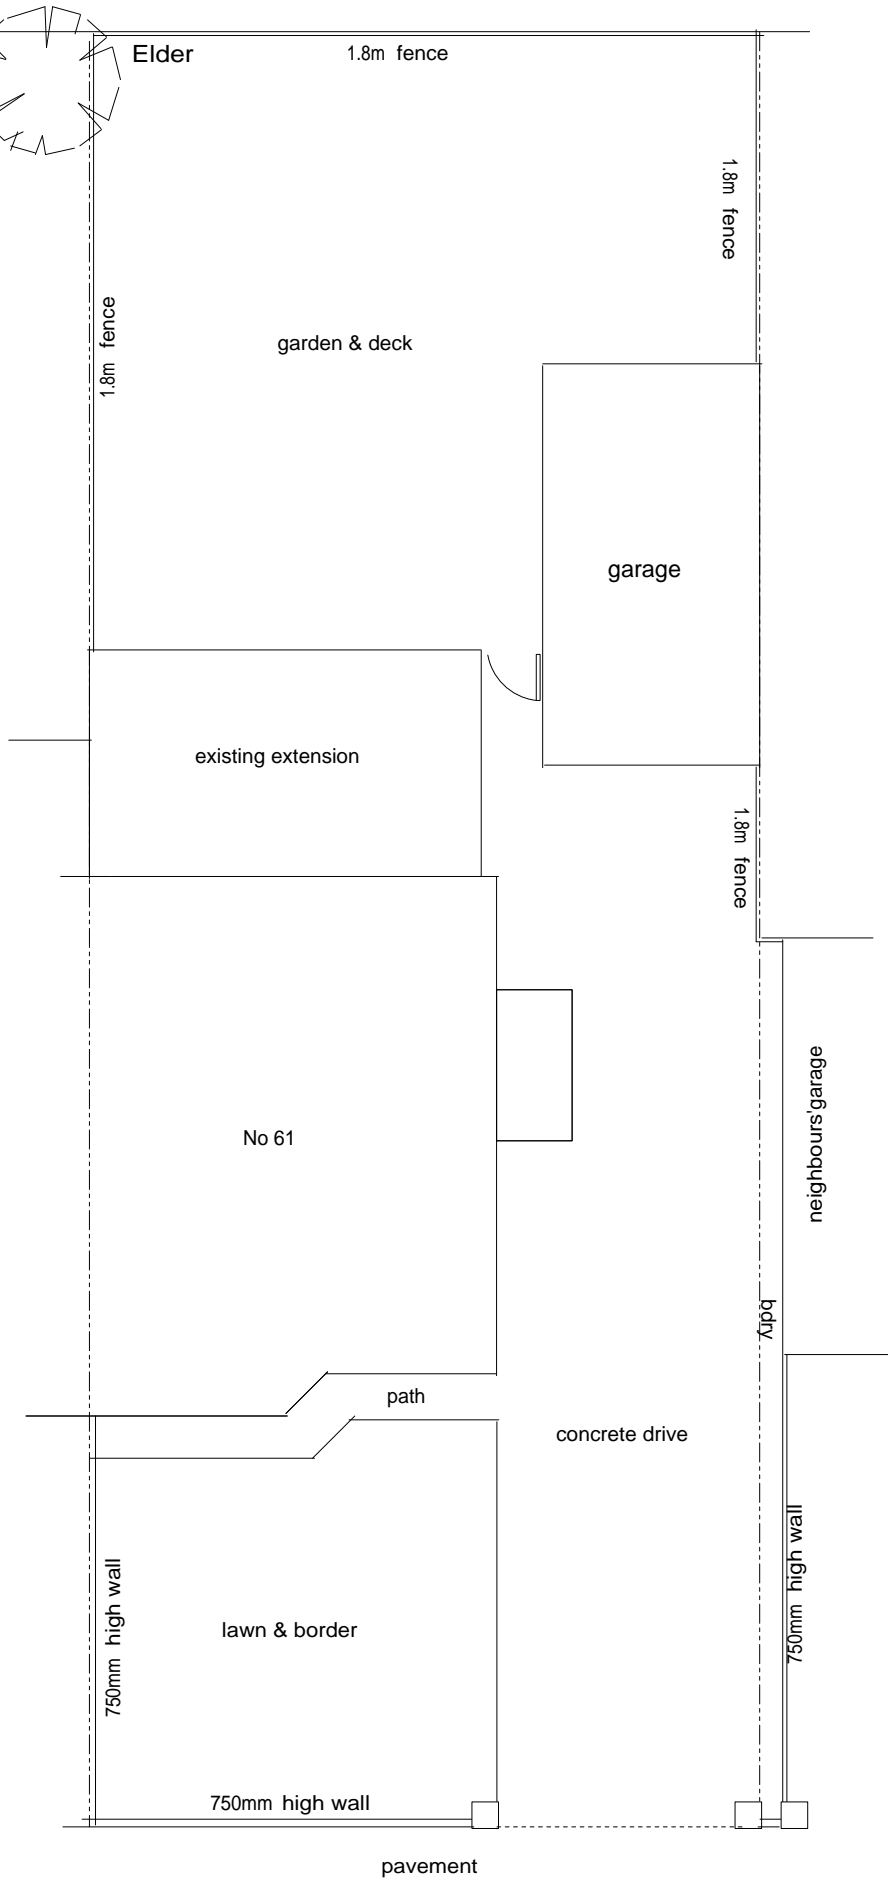 Elder
1.8m fence
1.8m fence
1.8m fence
garden & deck
garage
existing extension
1.8m fence
neighbours'garage
No 61
bdry
path
concrete drive
750mm high wall
750mm high wall
lawn & border
750mm high wall
pavement